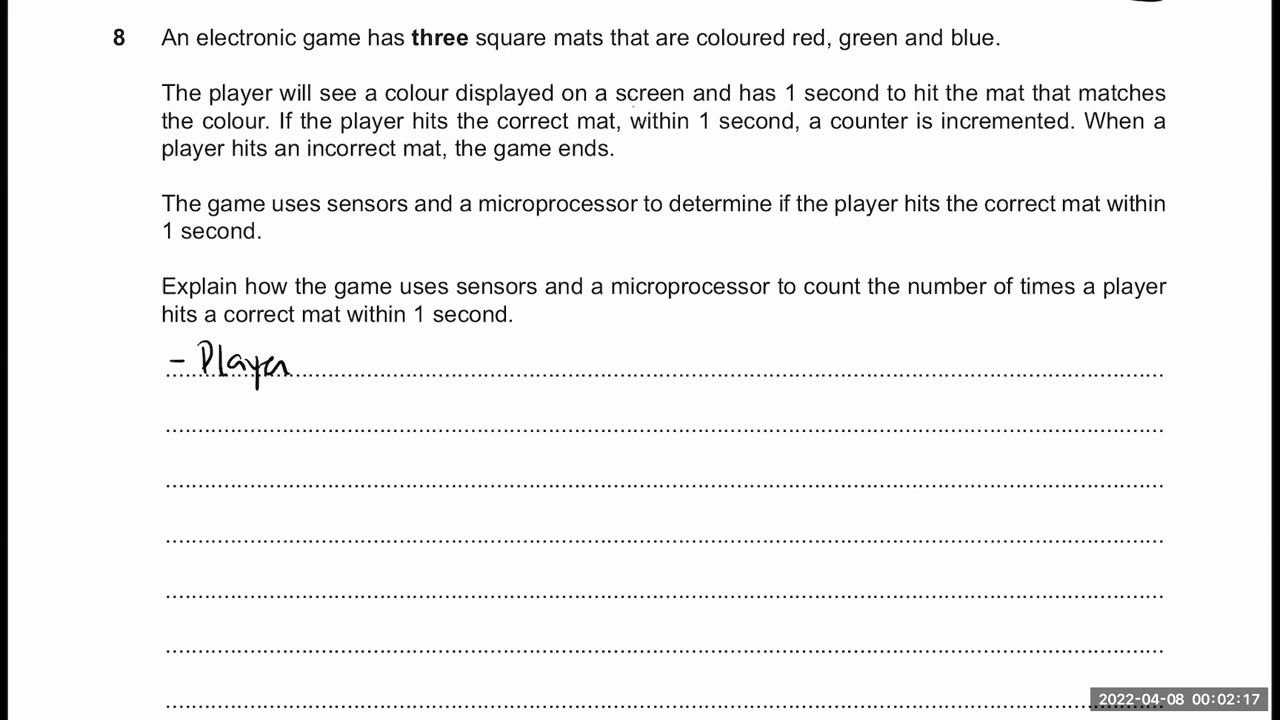 8 An electronic game has three square mats that are coloured red, green and blue.
The player will see a colour displayed on a screen and has 1 second to hit the mat that matches
the colour. If the player hits the correct mat, within 1 second, a counter is incremented. When a
player hits an incorrect mat, the game ends.
The game uses sensors and a microprocessor to determine if the player hits the correct mat within
1 second.
Explain how the game uses sensors and a microprocessor to count the number of times a player
hits a correct mat within 1 second.
- Player
2022-04-08 00:02:17